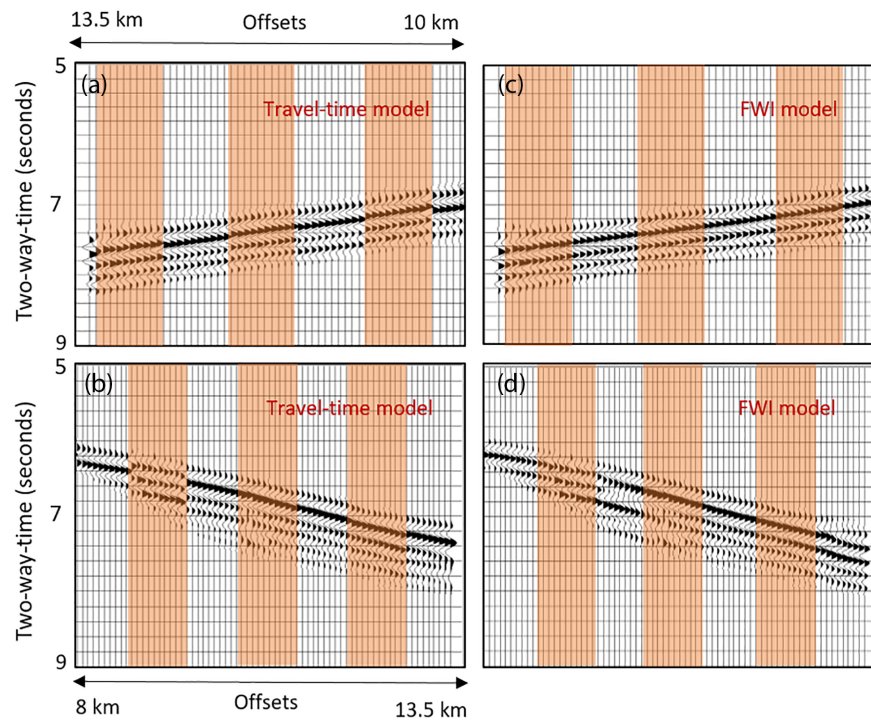 13.5 km Offsets 10 km
5
(a) (c)
Travel-time model FWI model
Two-way-time (seconds)
7
9
5
(b) (d)
Travel-time model FWI model
Two-way-time (seconds)
7
9
8 km Offsets 13.5 km